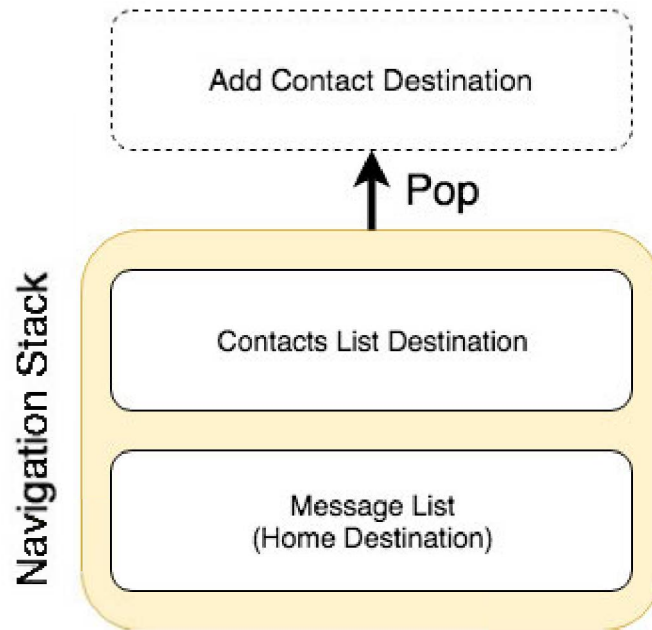 Add Contact Destination
Pop
Navigation Stack
Contacts List Destination
Message List
(Home Destination)